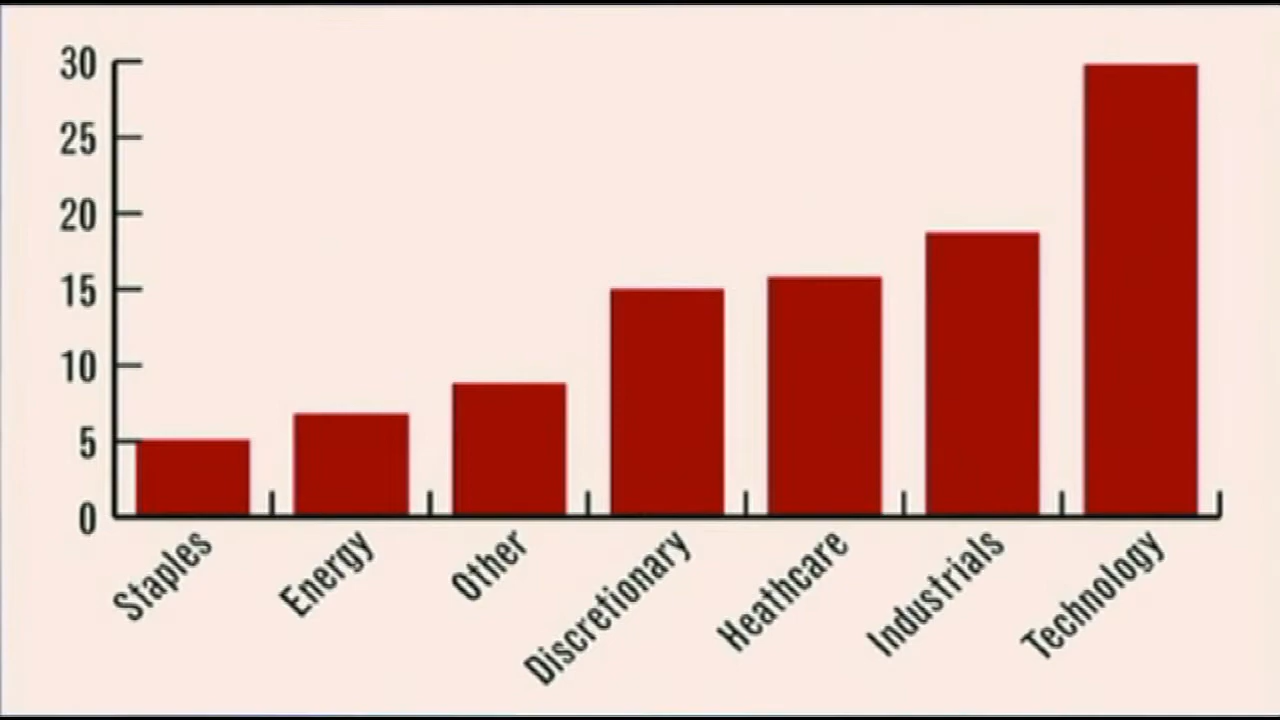 30
25
20
15
10
5
0
Staples
Energy
Other
Discretionary
Heathcare
Industrials
Technology